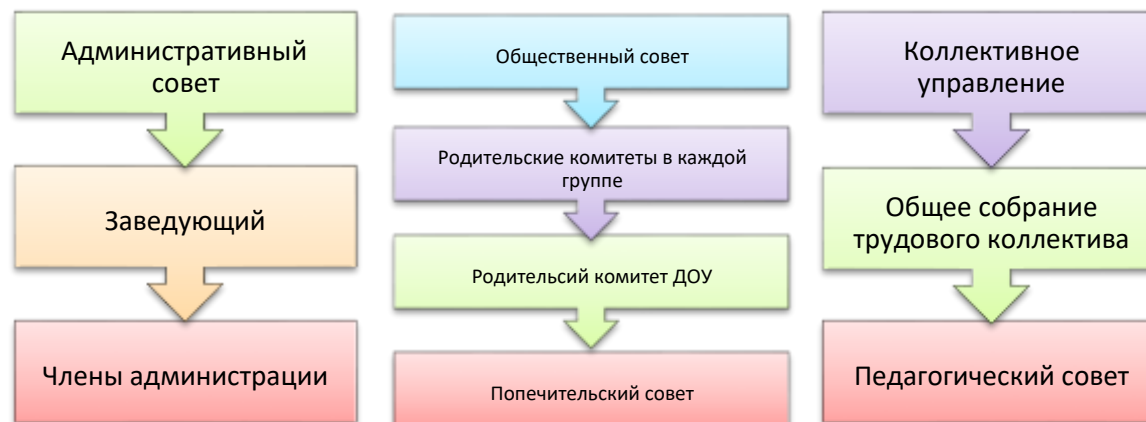 Административный
совет
Заведующий
Члены администрации
Общественный совет
Родительские комитеты в каждой
группе
Родительсий комитет ДОУ
Попечительский совет
Коллективное
управление
Общее собрание
трудового коллектива
Педагогический совет